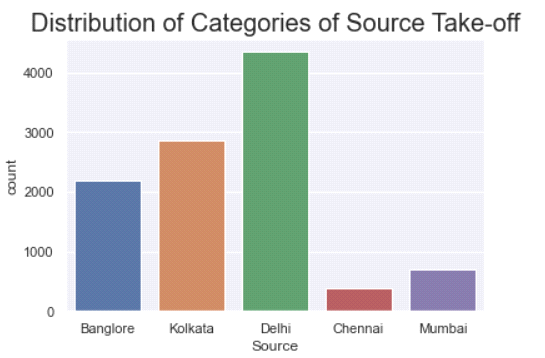 Distribution of Categories of Source Take-off
4000
3000
2000
1000
0
count
Banglore Kolkata Delhi Chennai Mumbai
Source